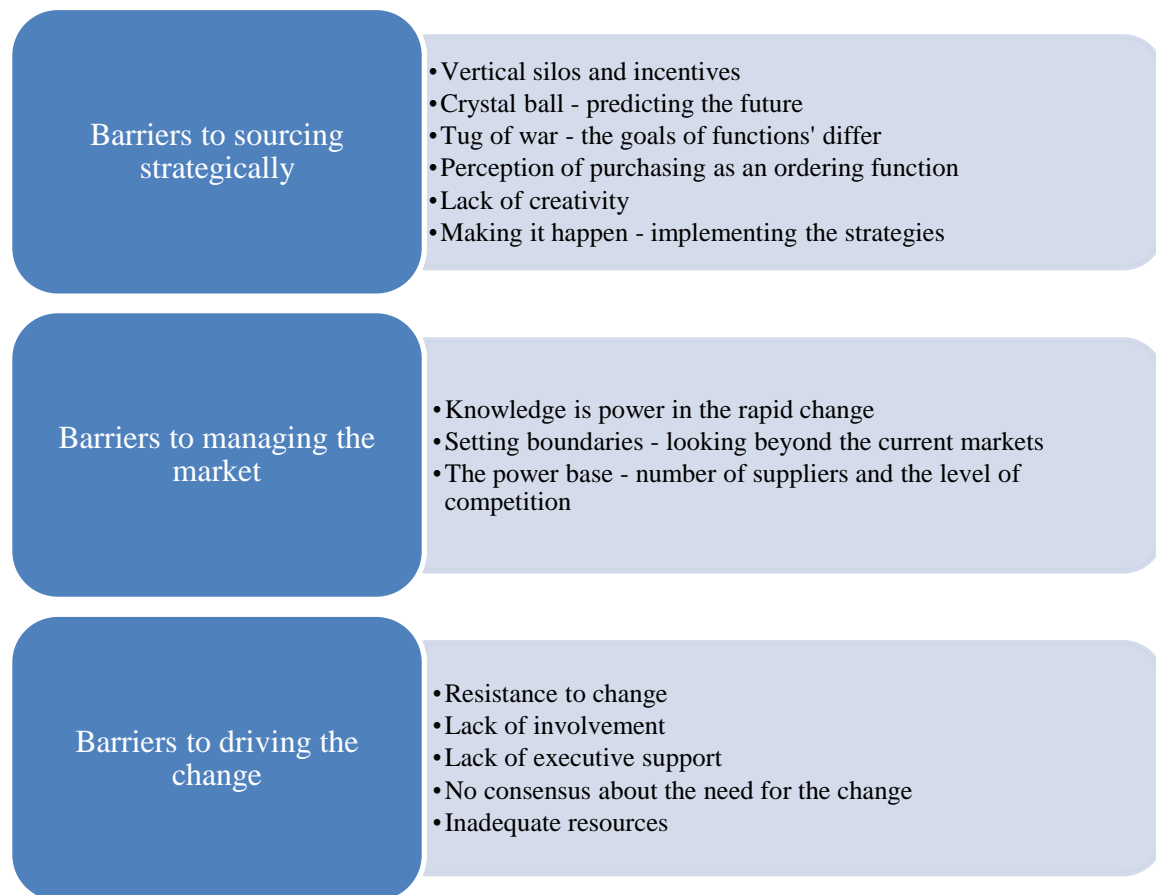 Barriers to sourcing
strategically
•Vertical silos and incentives
•Crystal ball - predicting the future
•Tug of war - the goals of functions' differ
•Perception of purchasing as an ordering function
•Lack of creativity
•Making it happen - implementing the strategies
Barriers to managing the
market
•Knowledge is power in the rapid change
•Setting boundaries - looking beyond the current markets
•The power base - number of suppliers and the level of
competition
Barriers to driving the
change
•Resistance to change
•Lack of involvement
•Lack of executive support
•No consensus about the need for the change
•Inadequate resources